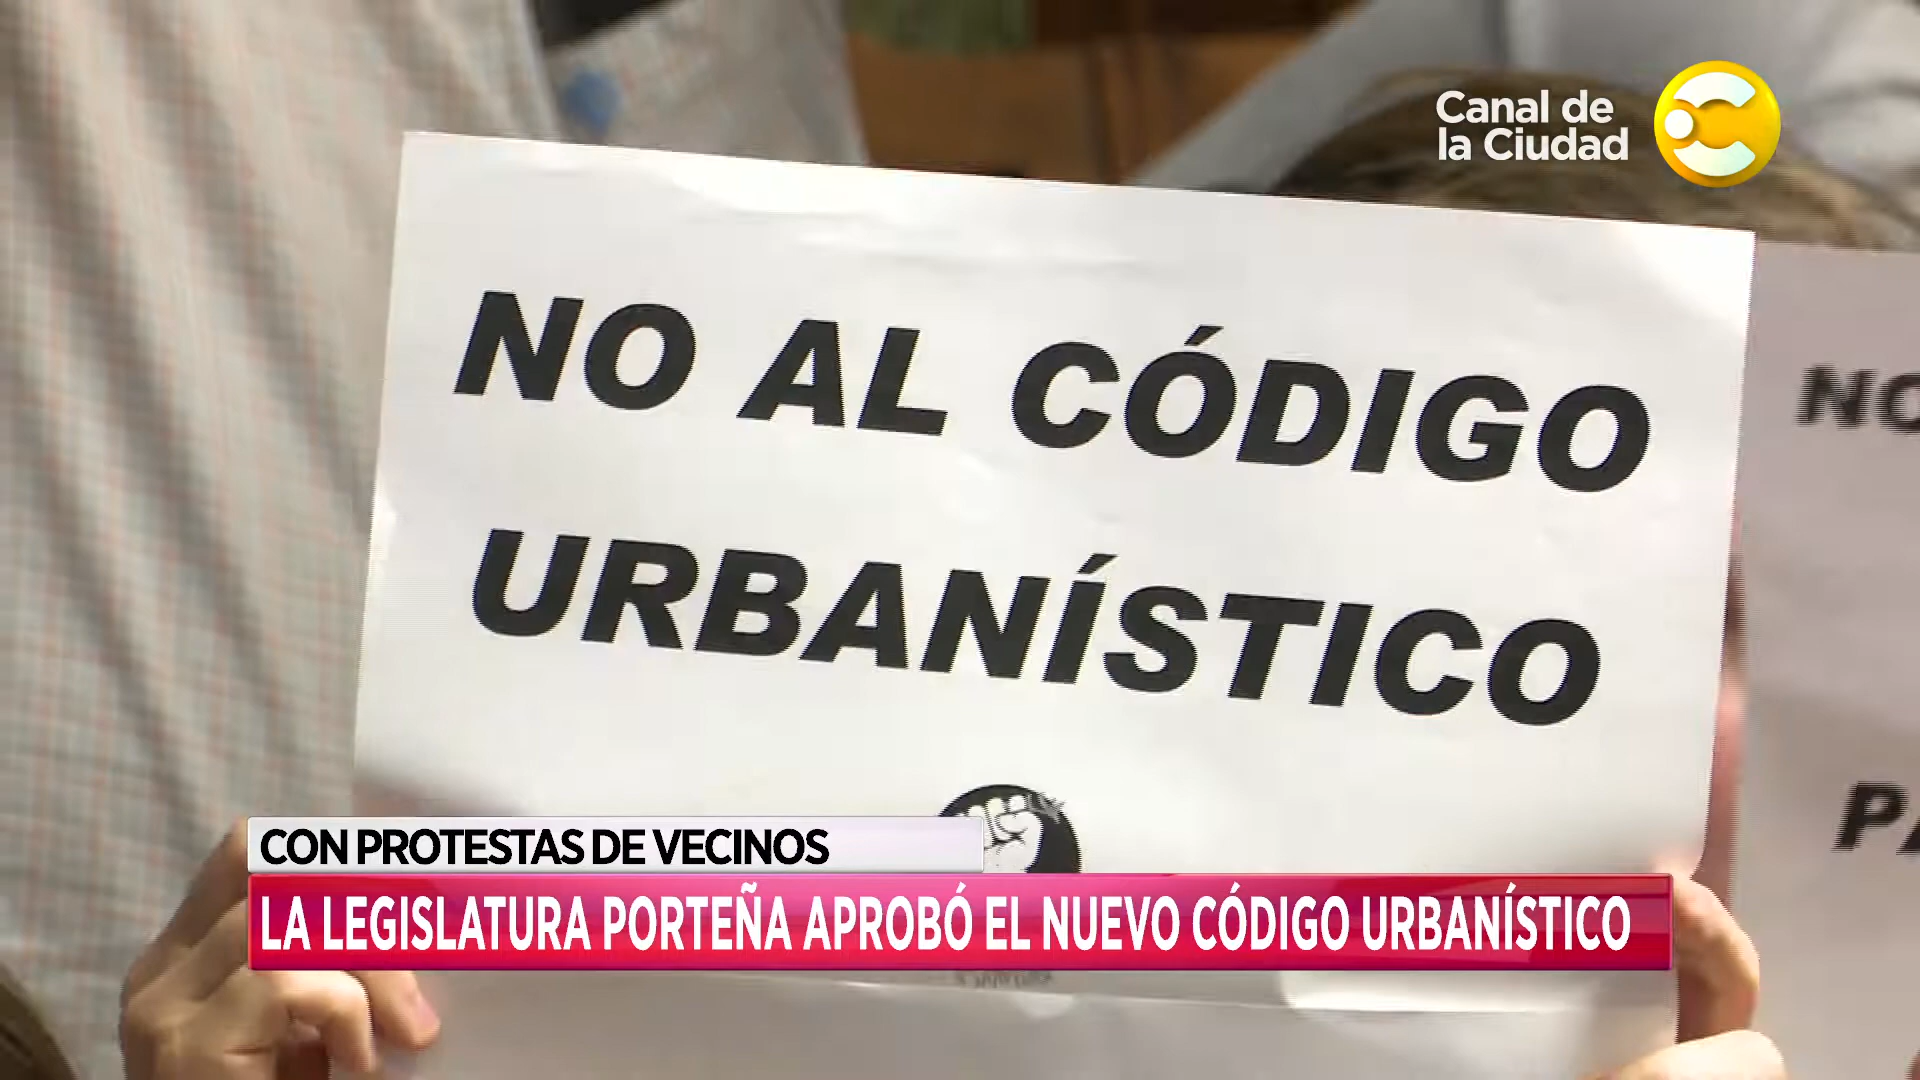 Canal de
la Ciudad
NO AL CÓDIGO
URBANÍSTICO
NO
CON PROTESTAS DE VECINOS
LA LEGISLATURA PORTEÑA APROBÓ EL NUEVO CÓDIGO URBANÍSTICO